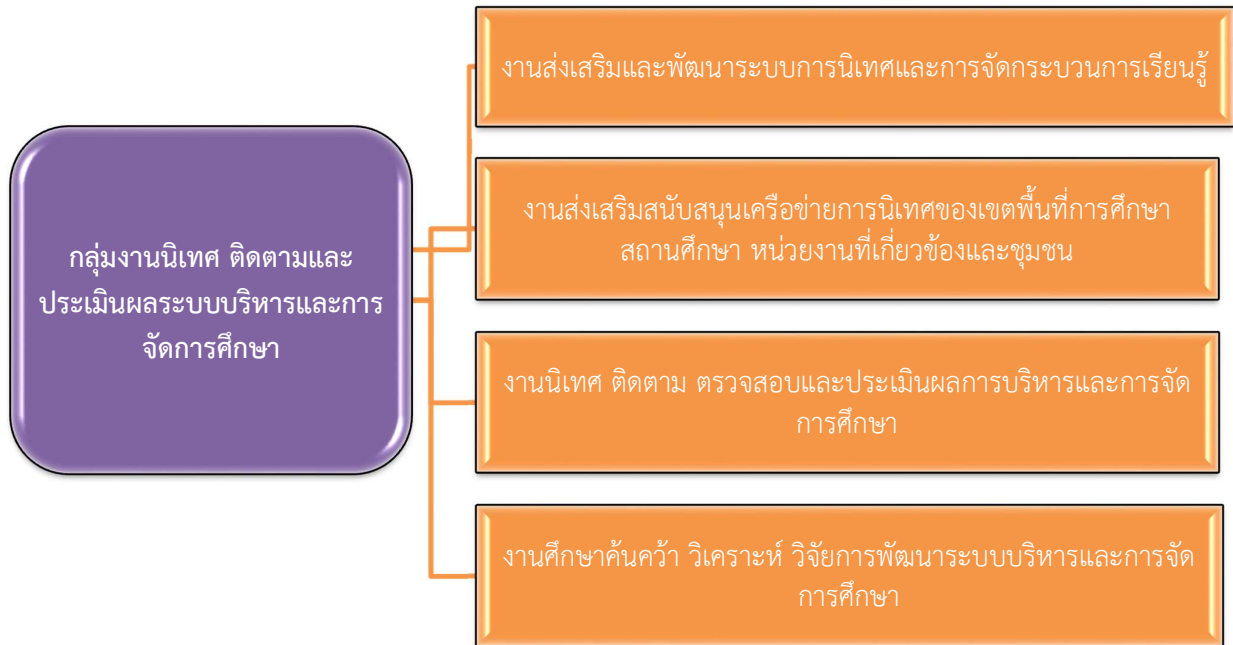 งานส่งเสริมและพัฒนาระบบการนิเทศและการจัดกระบวนการเรียนรู้
งานส่งเสริมสนับสนุนเครือข่ายการนิเทศของเขตพื้นที่การศึกษา
สถานศึกษา หน่วยงานที่เกี่ยวข้องและชุมชน
กลุ่มงานนิเทศ ติดตามและ
ประเมินผลระบบบริหารและการ
จัดการศึกษา
งานนิเทศ ติดตาม ตรวจสอบและประเมินผลการบริหารและการจัด
การศึกษา
งานศึกษาค้นคว้า วิเคราะห์ วิจัยการพัฒนาระบบบริหารและการจัด
การศึกษา